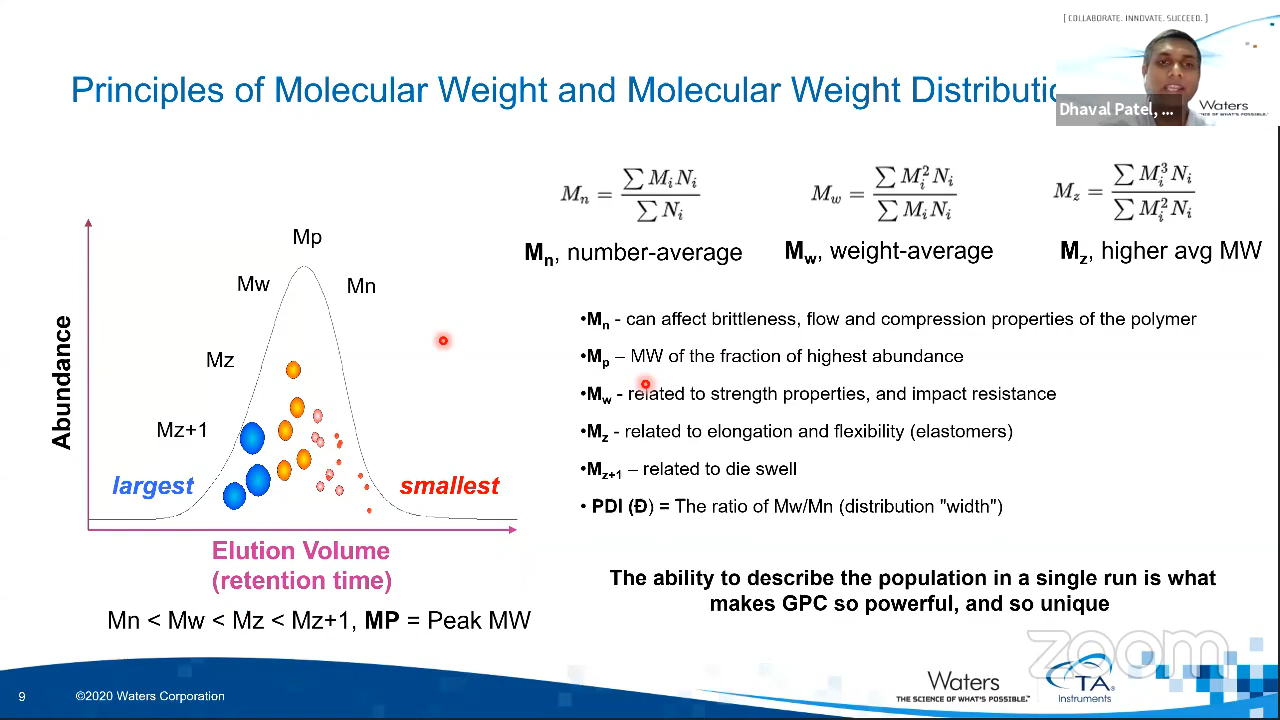 [ COLLABORATE. INNOVATE. SUCCEED. ]
Principles of Molecular Weight and Molecular Weight Distributio
Dhaval Patel, ...
Waters
IENCE OF WHAT'S POSSIBLE.
Mn = ∑ MiNi / ∑ Ni
Mw = ∑ Mi²Ni / ∑ MiNi
Mz = ∑ Mi³Ni / ∑ Mi²Ni
Mn, number-average
Mw, weight-average
Mz, higher avg MW
Mp
Mw
Mn
Mz
Mz+1
largest
smallest
Abundance
Elution Volume
(retention time)
Mn < Mw < Mz < Mz+1, MP = Peak MW
•Mn - can affect brittleness, flow and compression properties of the polymer
•Mp – MW of the fraction of highest abundance
•Mw - related to strength properties, and impact resistance
•Mz - related to elongation and flexibility (elastomers)
•Mz+1 – related to die swell
• PDI (Đ) = The ratio of Mw/Mn (distribution "width")
The ability to describe the population in a single run is what
makes GPC so powerful, and so unique
zoom
9
©2020 Waters Corporation
Waters
THE SCIENCE OF WHAT'S POSSIBLE.™
TA
Instruments